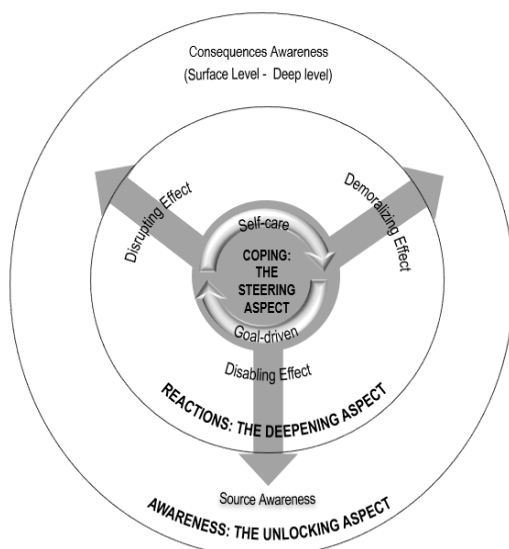 Consequences Awareness
(Surface Level - Deep level)
Disrupting Effect
Demoralizing Effect
Self-care
COPING:
THE
STEERING
ASPECT
Goal-driven
Disabling Effect
REACTIONS: THE DEEPENING ASPECT
Source Awareness
AWARENESS: THE UNLOCKING ASPECT